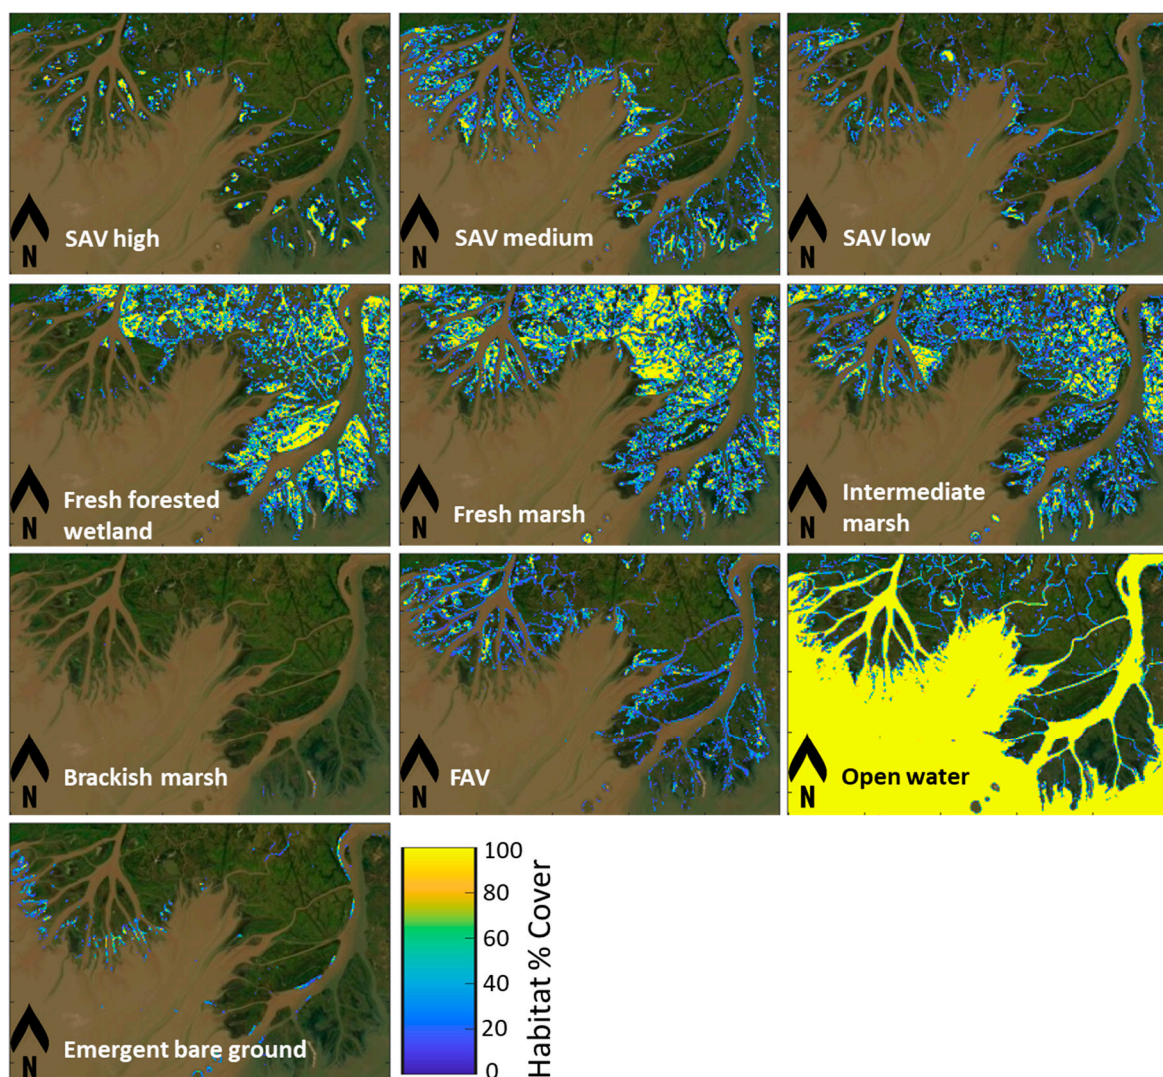 N
SAV high
N
SAV medium
N
SAV low
N
Fresh forested
wetland
N
Fresh marsh
N
Intermediate
marsh
N
Brackish marsh
N
FAV
N
Open water
N
Emergent bare ground
100
80
60
40
20
0
Habitat % Cover